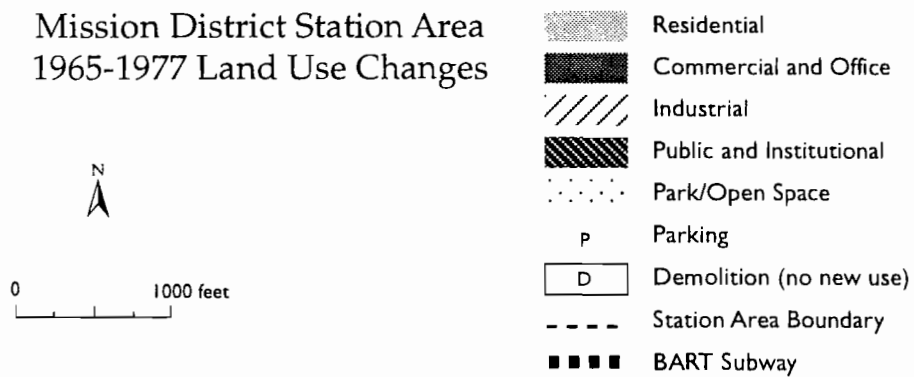 Mission District Station Area
1965-1977 Land Use Changes
N
0 1000 feet
Residential
Commercial and Office
Industrial
Public and Institutional
Park/Open Space
P Parking
D Demolition (no new use)
Station Area Boundary
BART Subway